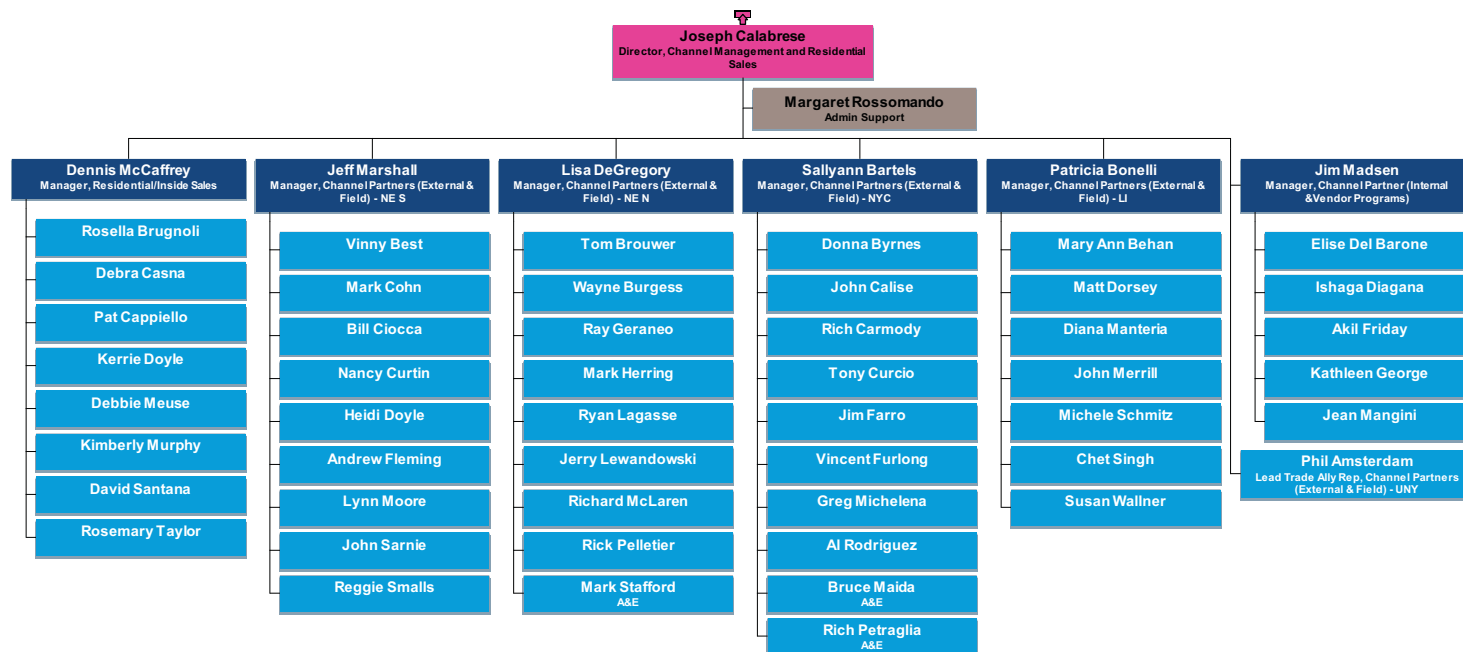 Joseph Calabrese
Director, Channel Management and Residential
Sales
Margaret Rossomando
Admin Support
Dennis McCaffrey
Manager, Residential/Inside Sales
Rosella Brugnoli
Debra Casna
Pat Cappiello
Kerrie Doyle
Debbie Meuse
Kimberly Murphy
David Santana
Rosemary Taylor
Jeff Marshall
Manager, Channel Partners (External &
Field) - NE S
Vinny Best
Mark Cohn
Bill Ciocca
Nancy Curtin
Heidi Doyle
Andrew Fleming
Lynn Moore
John Sarnie
Reggie Smalls
Lisa DeGregory
Manager, Channel Partners (External &
Field) - NE N
Tom Brouwer
Wayne Burgess
Ray Geraneo
Mark Herring
Ryan Lagasse
Jerry Lewandowski
Richard McLaren
Rick Pelletier
Mark Stafford
A&E
Sallyann Bartels
Manager, Channel Partners (External &
Field) - NYC
Donna Byrnes
John Calise
Rich Carmody
Tony Curcio
Jim Farro
Vincent Furlong
Greg Michelena
Al Rodriguez
Bruce Maida
A&E
Rich Petraglia
A&E
Patricia Bonelli
Manager, Channel Partners (External &
Field) - LI
Mary Ann Behan
Matt Dorsey
Diana Manteria
John Merrill
Michele Schmitz
Chet Singh
Susan Wallner
Jim Madsen
Manager, Channel Partner (Internal
&Vendor Programs)
Elise Del Barone
Ishaga Diagana
Akil Friday
Kathleen George
Jean Mangini
Phil Amsterdam
Lead Trade Ally Rep, Channel Partners
(External & Field) - UNY